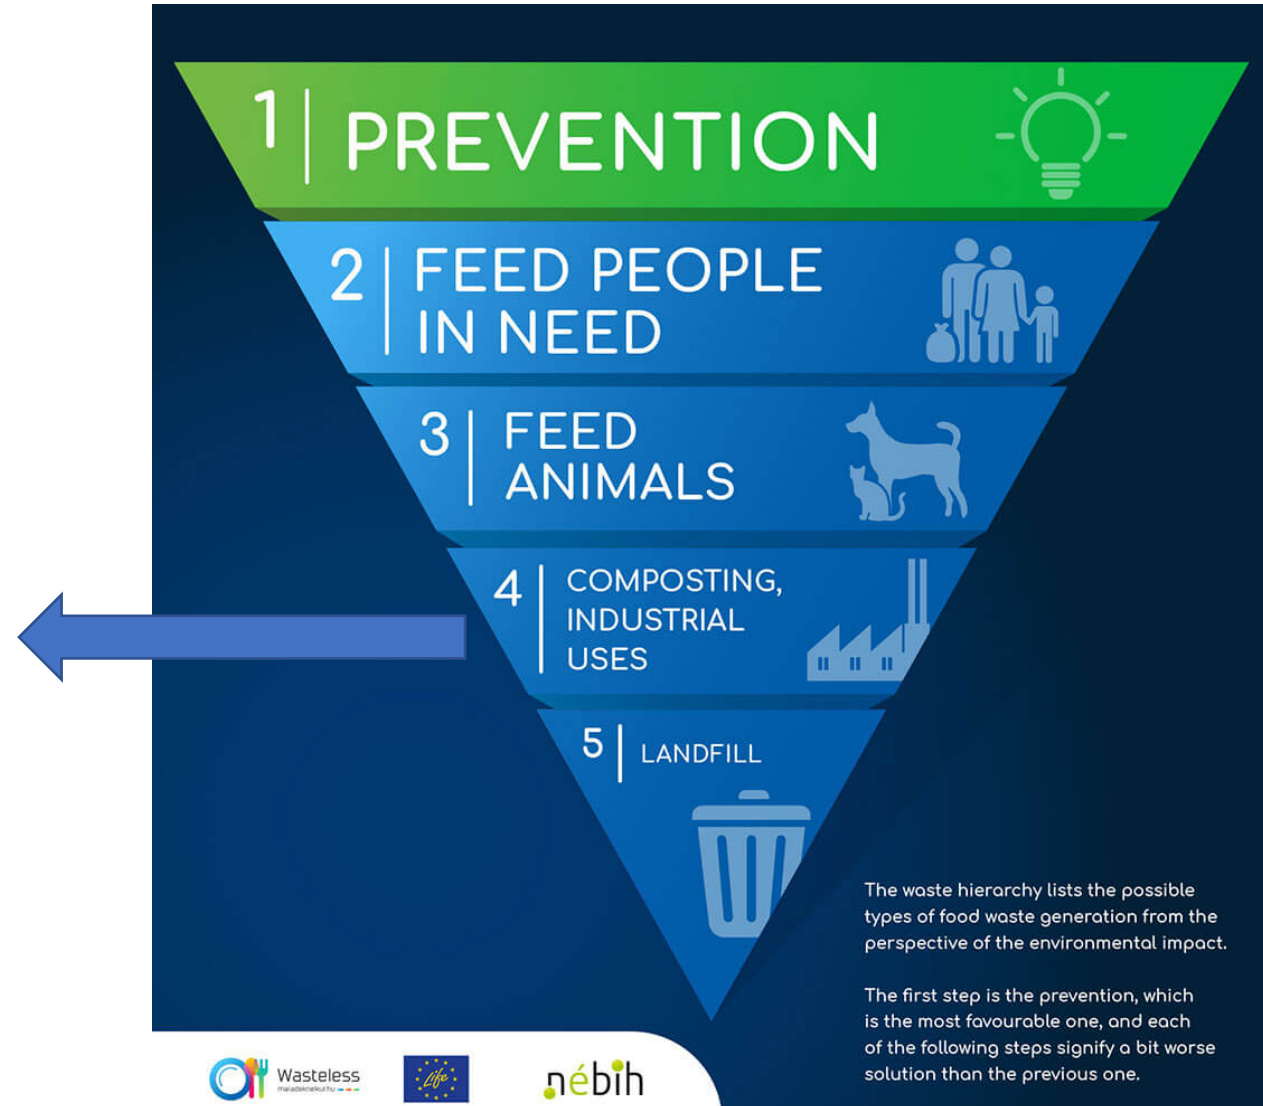 1 PREVENTION
2 FEED PEOPLE
IN NEED
3 FEED
ANIMALS
4 COMPOSTING,
INDUSTRIAL
USES
5 LANDFILL
The waste hierarchy lists the possible
types of food waste generation from the
perspective of the environmental impact.
The first step is the prevention, which
is the most favourable one, and each
of the following steps signify a bit worse
solution than the previous one.
Wasteless
maradeknelkul.hu
Life
nébih